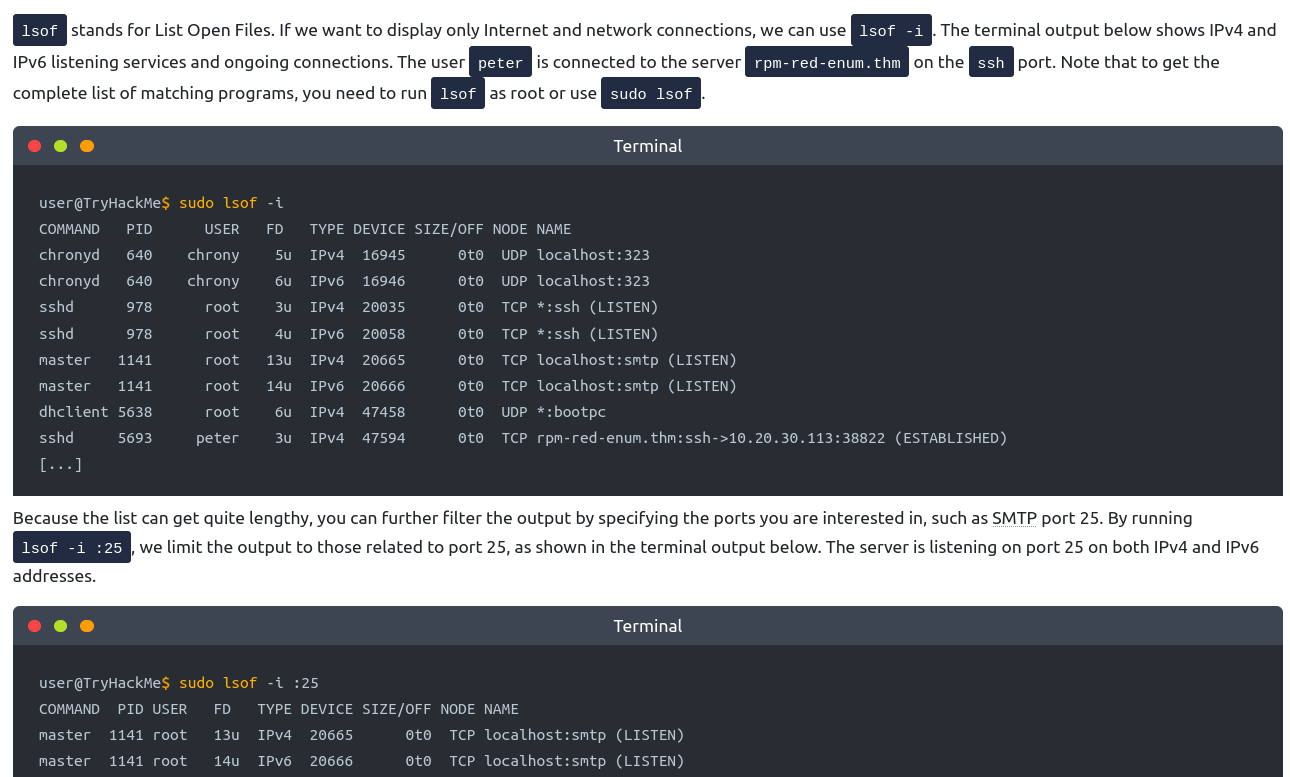 lsof stands for List Open Files. If we want to display only Internet and network connections, we can use lsof -i. The terminal output below shows IPv4 and
IPv6 listening services and ongoing connections. The user peter is connected to the server rpm-red-enum.thm on the ssh port. Note that to get the
complete list of matching programs, you need to run lsof as root or use sudo lsof.
Terminal
user@TryHackMe$ sudo lsof -i
COMMAND   PID      USER   FD   TYPE DEVICE SIZE/OFF NODE NAME
chronyd   640    chrony    5u  IPv4  16945      0t0  UDP localhost:323
chronyd   640    chrony    6u  IPv6  16946      0t0  UDP localhost:323
sshd      978      root    3u  IPv4  20035      0t0  TCP *:ssh (LISTEN)
sshd      978      root    4u  IPv6  20058      0t0  TCP *:ssh (LISTEN)
master   1141      root   13u  IPv4  20665      0t0  TCP localhost:smtp (LISTEN)
master   1141      root   14u  IPv6  20666      0t0  TCP localhost:smtp (LISTEN)
dhclient 5638      root    6u  IPv4  47458      0t0  UDP *:bootpc
sshd     5693     peter    3u  IPv4  47594      0t0  TCP rpm-red-enum.thm:ssh->10.20.30.113:38822 (ESTABLISHED)
[...]
Because the list can get quite lengthy, you can further filter the output by specifying the ports you are interested in, such as SMTP port 25. By running
lsof -i :25, we limit the output to those related to port 25, as shown in the terminal output below. The server is listening on port 25 on both IPv4 and IPv6
addresses.
Terminal
user@TryHackMe$ sudo lsof -i :25
COMMAND  PID USER   FD   TYPE DEVICE SIZE/OFF NODE NAME
master  1141 root   13u  IPv4  20665      0t0  TCP localhost:smtp (LISTEN)
master  1141 root   14u  IPv6  20666      0t0  TCP localhost:smtp (LISTEN)